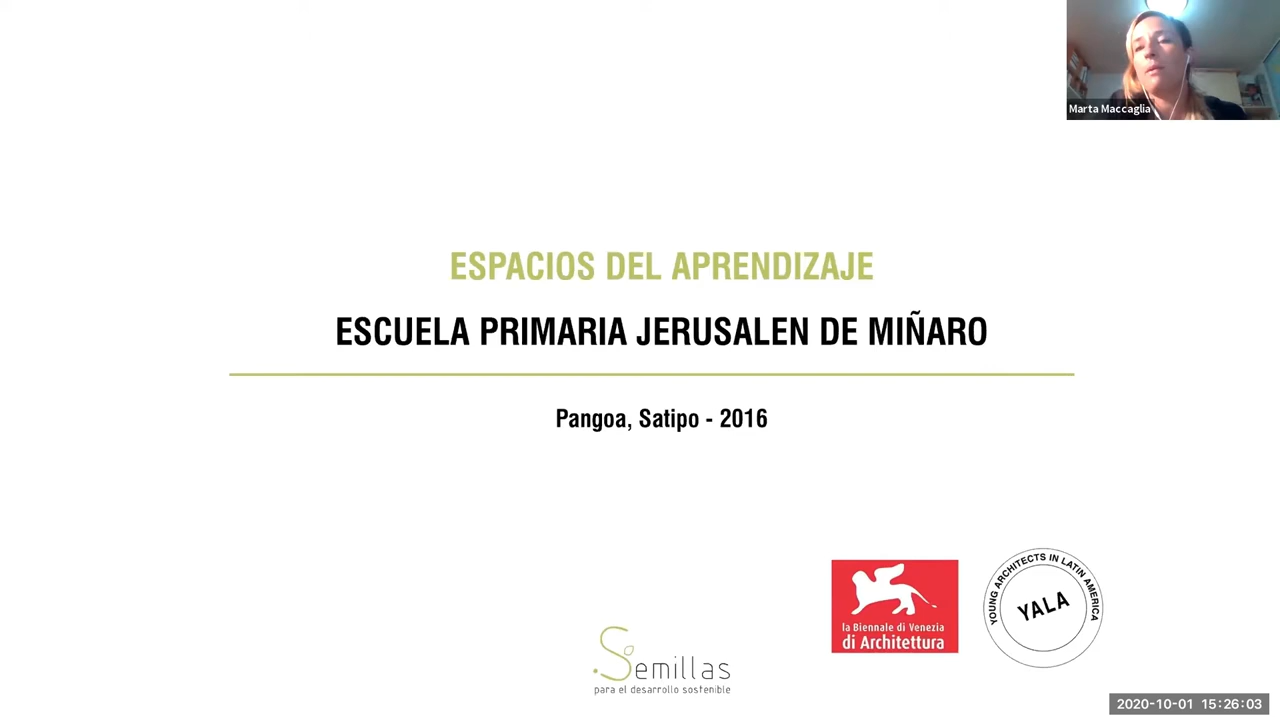 Marta Maccaglia
ESPACIOS DEL APRENDIZAJE
ESCUELA PRIMARIA JERUSALEN DE MIÑARO
Pangoa, Satipo - 2016
la Biennale di Venezia
di Architettura
YOUNG ARCHITECTS IN LATIN AMERICA
YALA
Semillas
para el desarrollo sostenible
2020-10-01 15:26:03